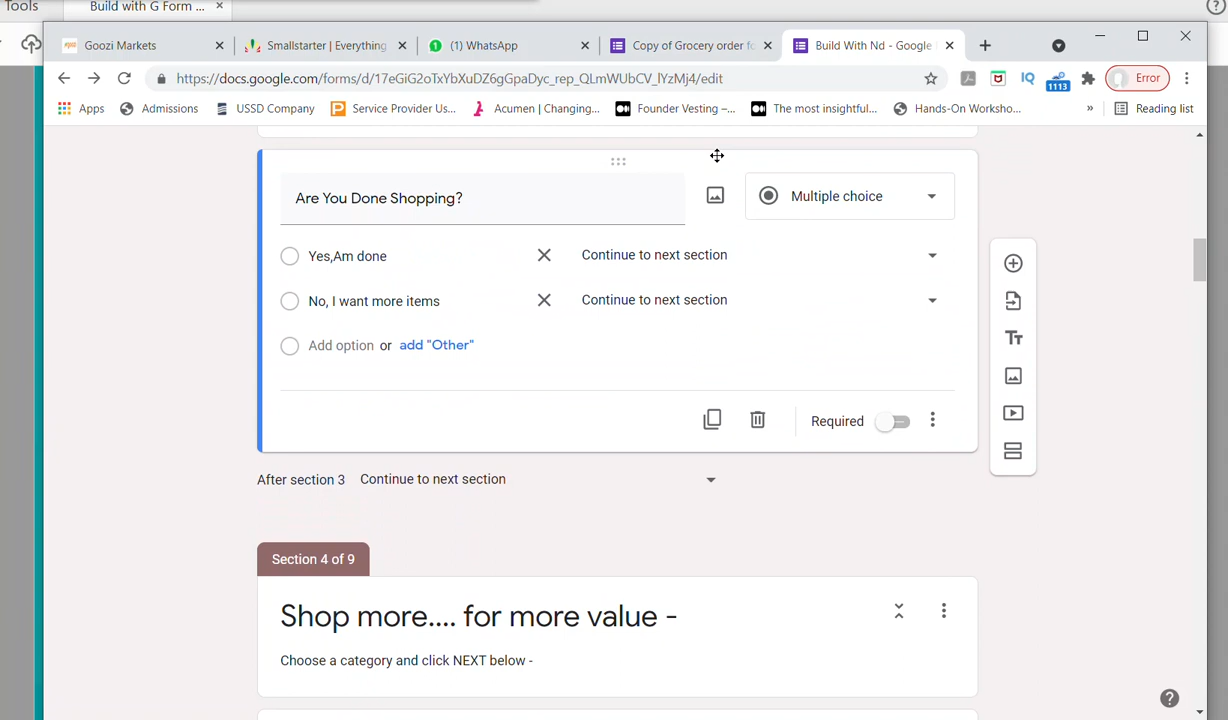 Tools
Build with G Form ...
Goozi Markets
Smallstarter | Everything
(1) WhatsApp
Copy of Grocery order fo
Build With Nd - Google
https://docs.google.com/forms/d/17eGiG2oTxYbXuDZ6gGpaDyc_rep_QLmWUbCV_lYzMj4/edit
IQ
1113
Error
Apps
Admissions
USSD Company
Service Provider Us...
Acumen | Changing...
Founder Vesting –...
The most insightful...
Hands-On Worksho...
»
Reading list
Are You Done Shopping?
Multiple choice
Yes,Am done
Continue to next section
No, I want more items
Continue to next section
Add option or add "Other"
Required
Tт
After section 3 Continue to next section
Section 4 of 9
Shop more.... for more value -
Choose a category and click NEXT below -